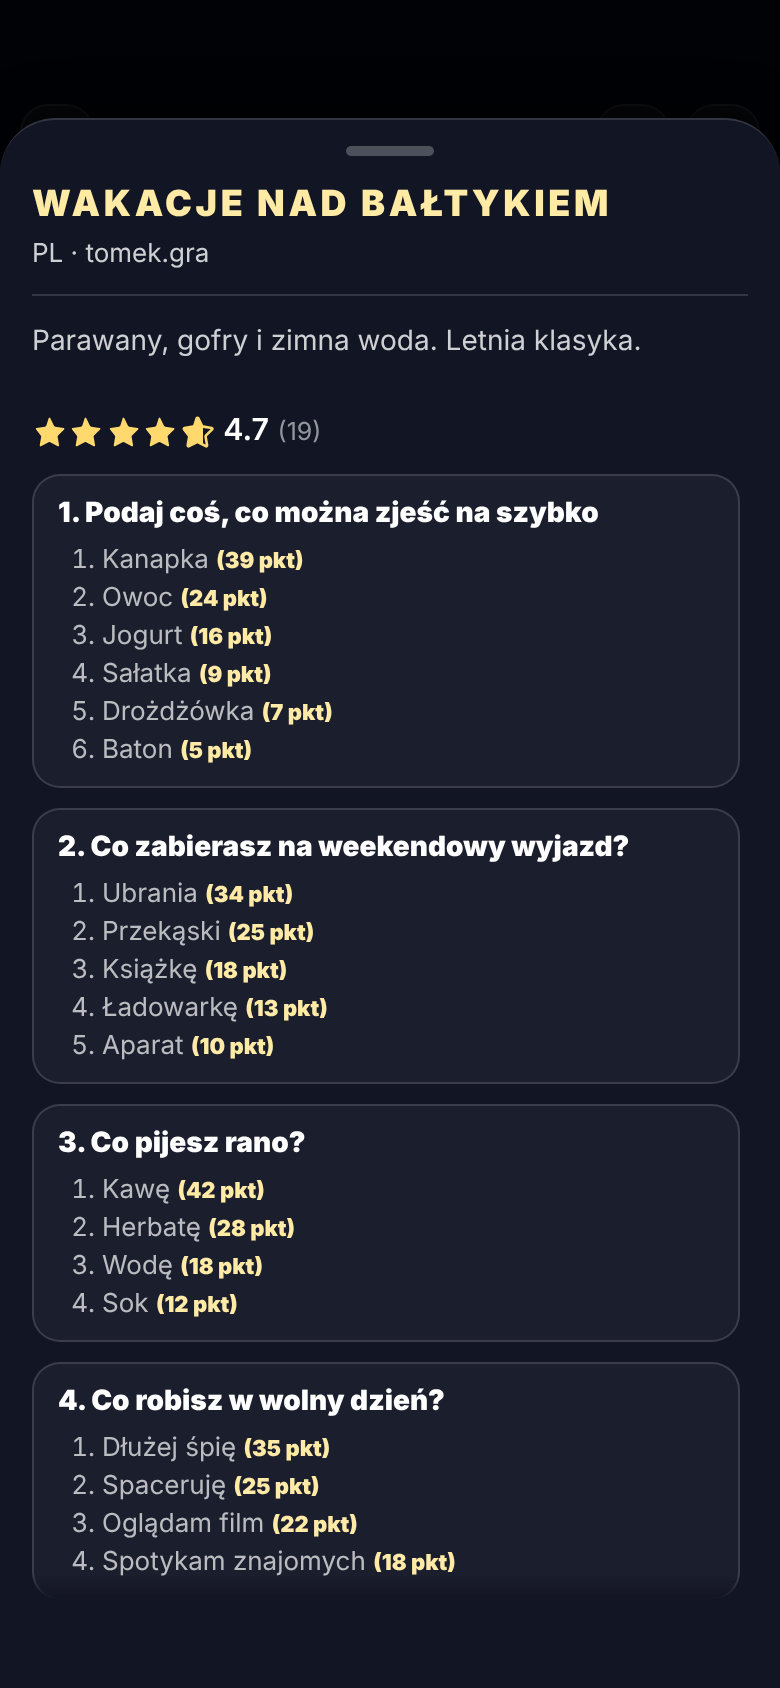 WAKACJE NAD BAŁTYKIEM
PL · tomek.gra
Parawany, gofry i zimna woda. Letnia klasyka.
4.7 (19)
1. Podaj coś, co można zjeść na szybko
1. Kanapka (39 pkt)
2. Owoc (24 pkt)
3. Jogurt (16 pkt)
4. Sałatka (9 pkt)
5. Drożdżówka (7 pkt)
6. Baton (5 pkt)
2. Co zabierasz na weekendowy wyjazd?
1. Ubrania (34 pkt)
2. Przekąski (25 pkt)
3. Książkę (18 pkt)
4. Ładowarkę (13 pkt)
5. Aparat (10 pkt)
3. Co pijesz rano?
1. Kawę (42 pkt)
2. Herbatę (28 pkt)
3. Wodę (18 pkt)
4. Sok (12 pkt)
4. Co robisz w wolny dzień?
1. Dłużej śpię (35 pkt)
2. Spaceruję (25 pkt)
3. Oglądam film (22 pkt)
4. Spotykam znajomych (18 pkt)